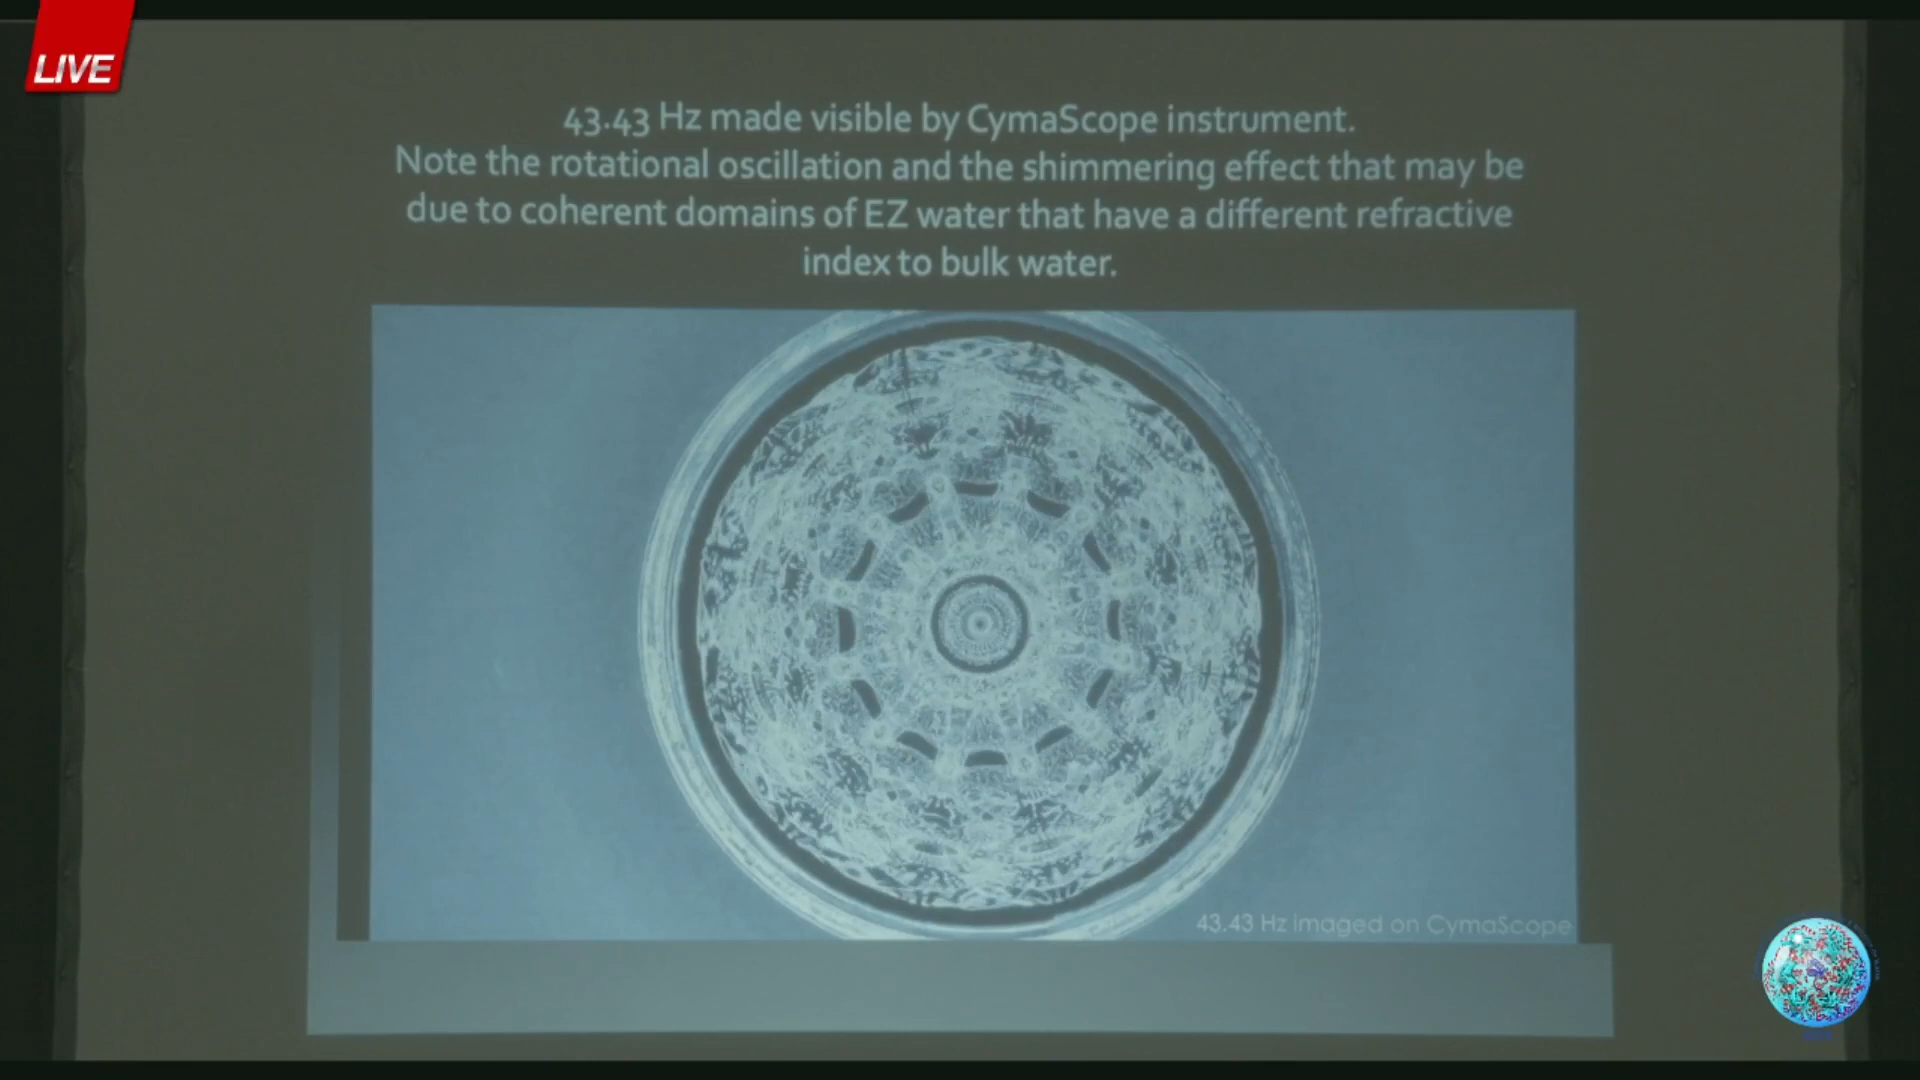 LIVE
43.43 Hz made visible by CymaScope instrument.
Note the rotational oscillation and the shimmering effect that may be
due to coherent domains of EZ water that have a different refractive
index to bulk water.
43.43 Hz imaged on CymaScope